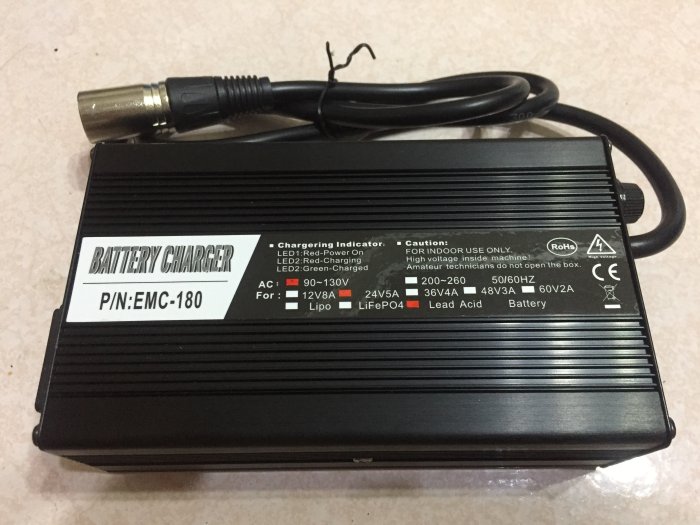 BATTERY CHARGER
P/N:EMC-180
Chargering Indicator
LED1:Red-Power On
LED2:Red-Charging
LED2:Green-Charged
Caution:
FOR INDOOR USE ONLY.
High voltage inside machine!
Amateur technicians do not open the box.
RoHs
High Voltage
CE
AC: 90~130V 200~260 50/60HZ
For: 12V8A 24V5A 36V4A 48V3A 60V2A
Lipo LiFePO4 Lead Acid Battery